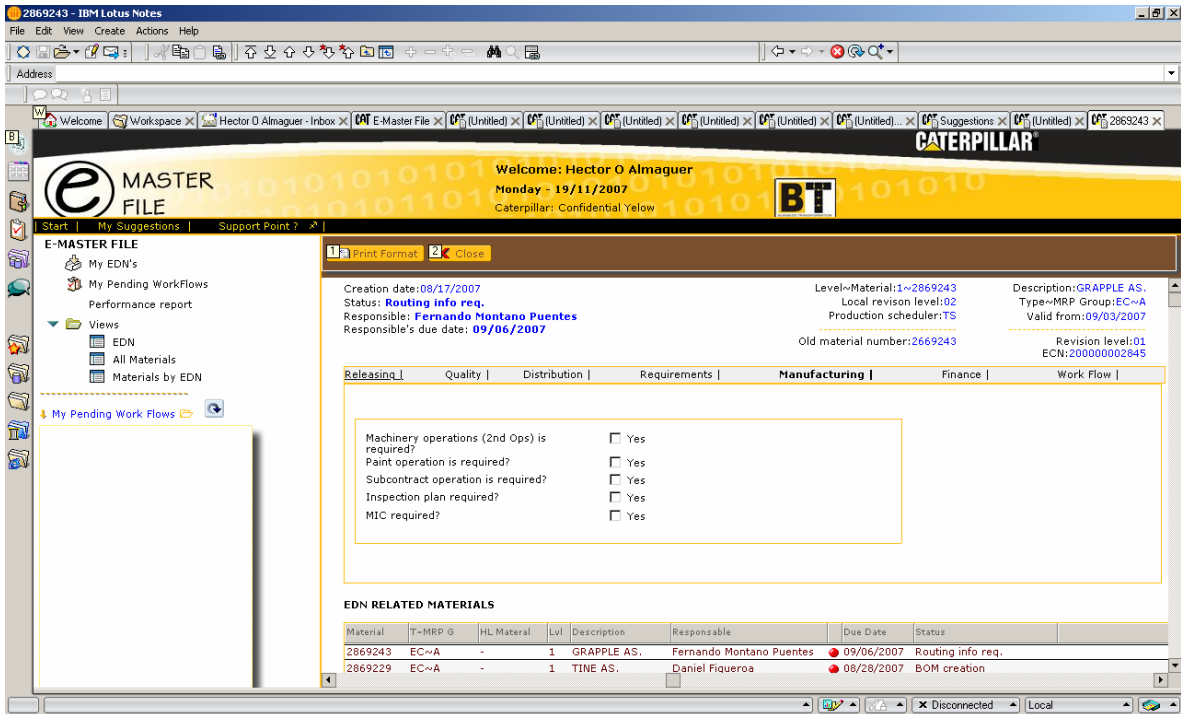 2869243 - IBM Lotus Notes
File Edit View Create Actions Help
Address
W
Welcome Workspace Hector O Almaguer - Inbox CAT E-Master File (Untitled) (Untitled) (Untitled) (Untitled) (Untitled) (Untitled)... Suggestions (Untitled) 2869243
B
CATERPILLAR®
e MASTER FILE
Welcome: Hector O Almaguer
Monday - 19/11/2007
Caterpillar: Confidential Yelow
BT
Start | My Suggestions | Support Point ? |
E-MASTER FILE
My EDN's
My Pending WorkFlows
Performance report
Views
EDN
All Materials
Materials by EDN
My Pending Work Flows
1 Print Format 2 Close
Creation date:08/17/2007
Status: Routing info req.
Responsible: Fernando Montano Puentes
Responsible's due date: 09/06/2007
Level~Material:1~2869243
Local revison level:02
Production scheduler:TS
Old material number:2669243
Description:GRAPPLE AS.
Type~MRP Group:EC~A
Valid from:09/03/2007
Revision level:01
ECN:200000002845
Releasing | Quality | Distribution | Requirements | Manufacturing | Finance | Work Flow |
Machinery operations (2nd Ops) is required? Yes
Paint operation is required? Yes
Subcontract operation is required? Yes
Inspection plan required? Yes
MIC required? Yes
EDN RELATED MATERIALS
Material T~MRP G HL Materal Lvl Description Responsable Due Date Status
2869243 EC~A - 1 GRAPPLE AS. Fernando Montano Puentes 09/06/2007 Routing info req.
2869229 EC~A - 1 TINE AS. Daniel Figueroa 08/28/2007 BOM creation
Disconnected Local